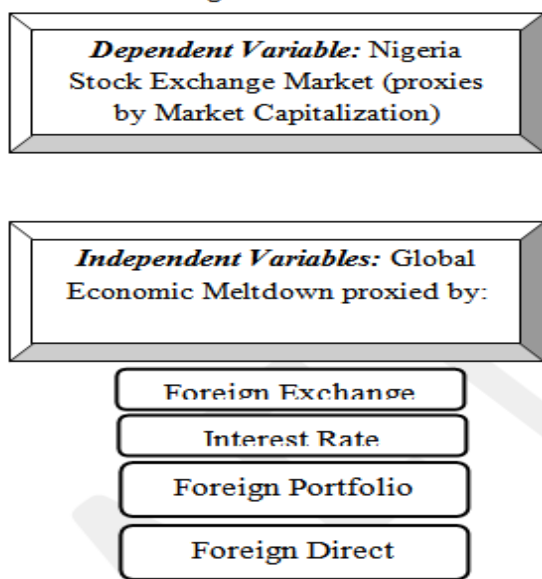 Dependent Variable: Nigeria
Stock Exchange Market (proxies
by Market Capitalization)
Independent Variables: Global
Economic Meltdown proxied by:
Foreign Exchange
Interest Rate
Foreign Portfolio
Foreign Direct